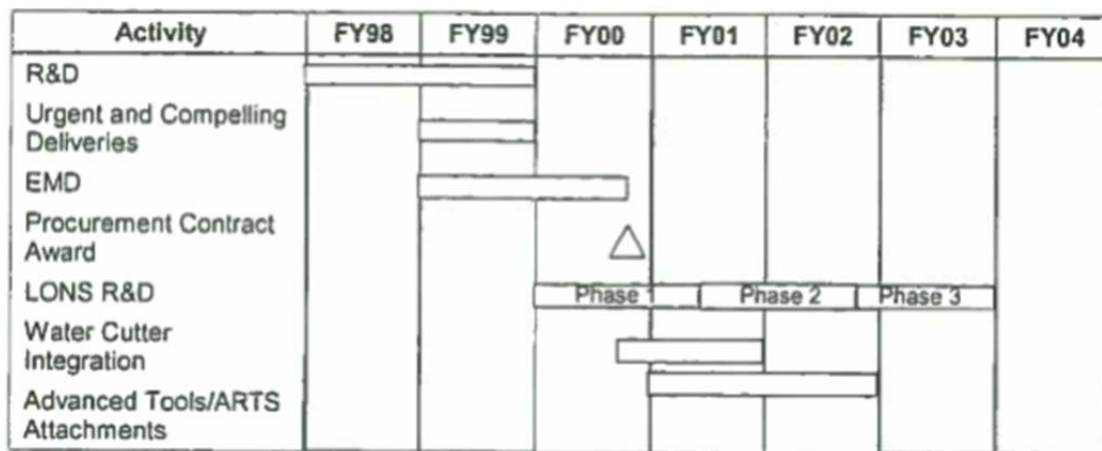 Activity FY98 FY99 FY00 FY01 FY02 FY03 FY04
R&D
Urgent and Compelling
Deliveries
EMD
Procurement Contract
Award
LONS R&D Phase 1 Phase 2 Phase 3
Water Cutter
Integration
Advanced Tools/ARTS
Attachments